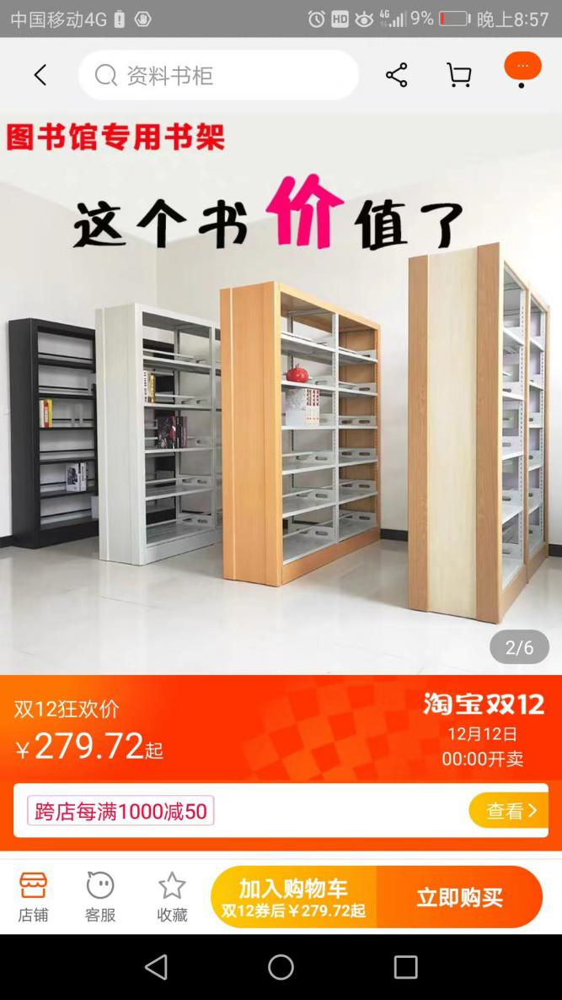 中国移动4G
HD
4G
9%
晚上8:57
资料书柜
图书馆专用书架
这个书价值了
2/6
双12狂欢价
￥279.72起
淘宝双12
12月12日
00:00开卖
跨店每满1000减50
查看
店铺
客服
收藏
加入购物车
双12券后￥279.72起
立即购买